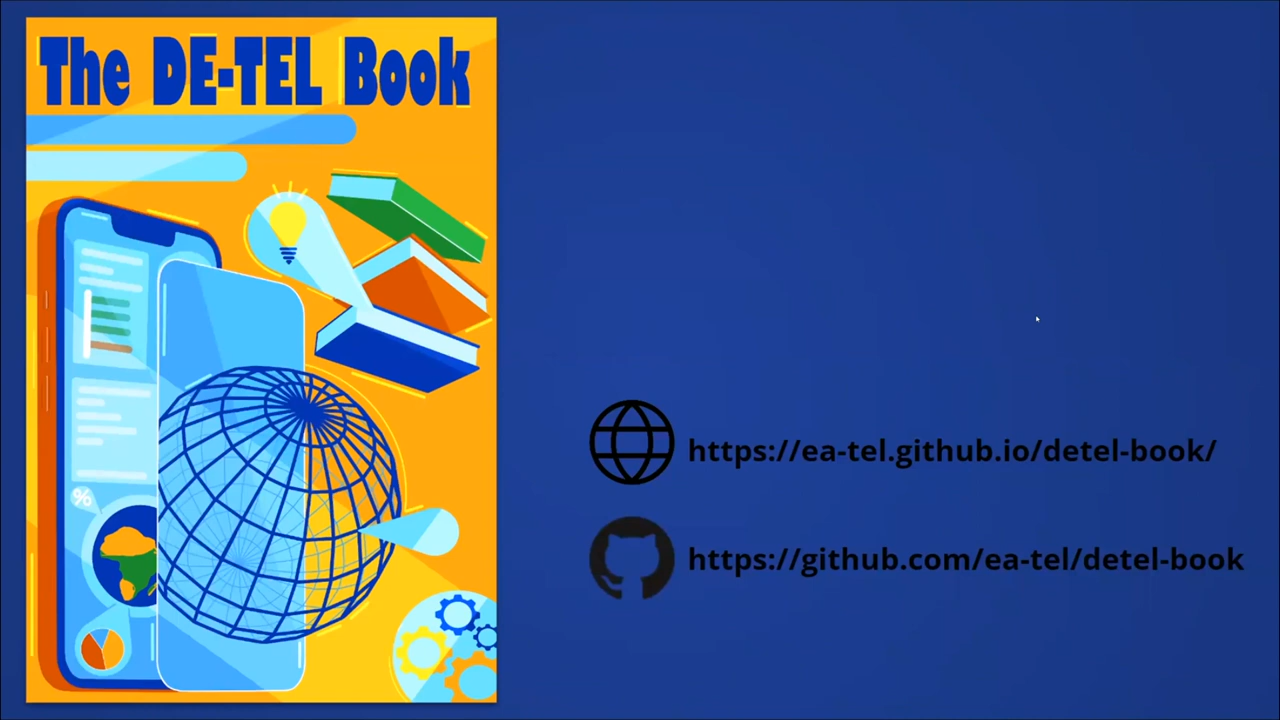 The DE-TEL Book
%
https://ea-tel.github.io/detel-book/
https://github.com/ea-tel/detel-book